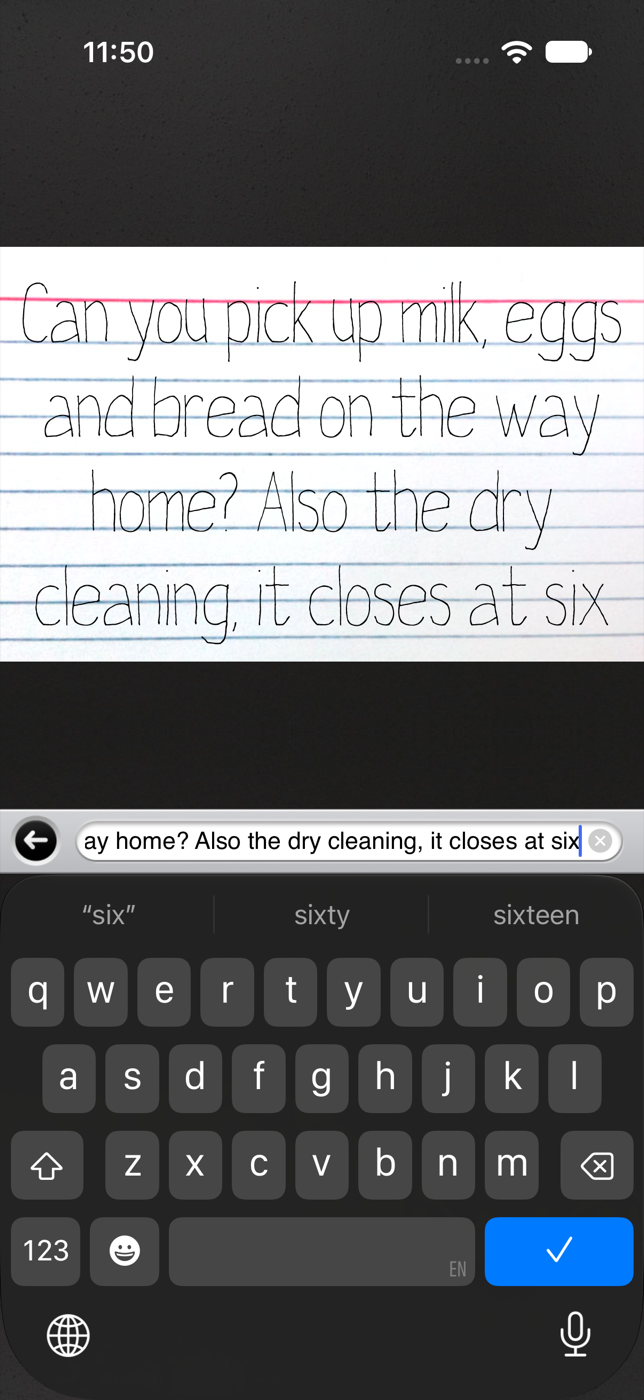 11:50
Can you pick up milk, eggs
and bread on the way
home? Also the dry
cleaning, it closes at six
ay home? Also the dry cleaning, it closes at six
“six” sixty sixteen
q w e r t y u i o p
a s d f g h j k l
z x c v b n m
123 EN